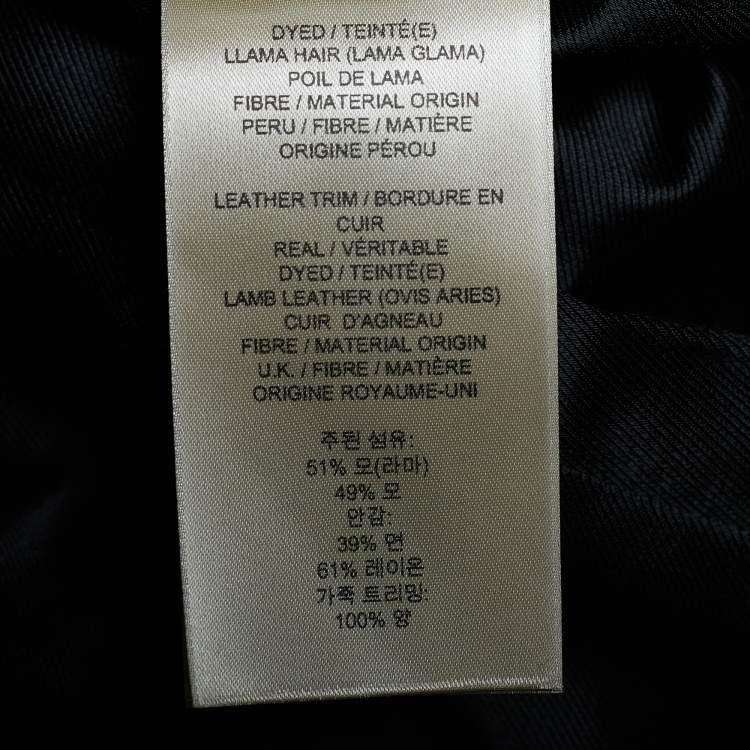 DYED / TEINTÉ(E)
LLAMA HAIR (LAMA GLAMA)
POIL DE LAMA
FIBRE / MATERIAL ORIGIN
PERU / FIBRE / MATIÈRE
ORIGINE PÉROU
LEATHER TRIM / BORDURE EN
CUIR
REAL / VÉRITABLE
DYED / TEINTÉ(E)
LAMB LEATHER (OVIS ARIES)
CUIR D'AGNEAU
FIBRE / MATERIAL ORIGIN
U.K. / FIBRE / MATIÈRE
ORIGINE ROYAUME-UNI
주된 섬유:
51% 모(라마)
49% 모
안감:
39% 면
61% 레이온
가죽 트리밍:
100% 양